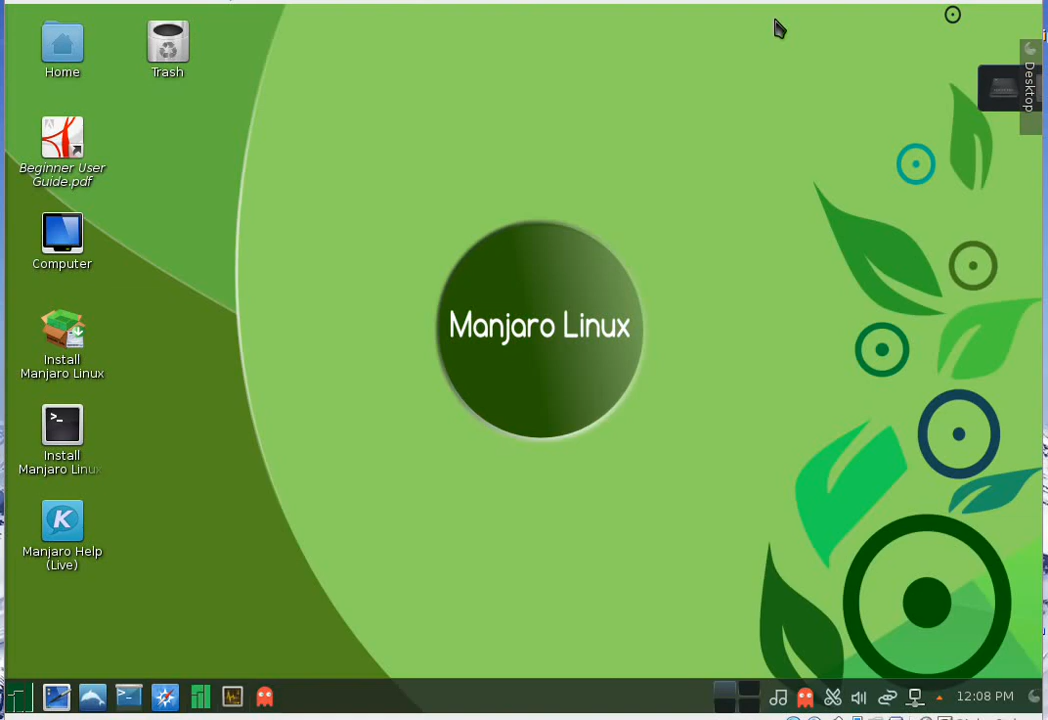 Home
Trash
Desktop
Beginner User
Guide.pdf
Computer
Manjaro Linux
Install
Manjaro Linux
>_
Install
Manjaro Linux
K
Manjaro Help
(Live)
12:08 PM